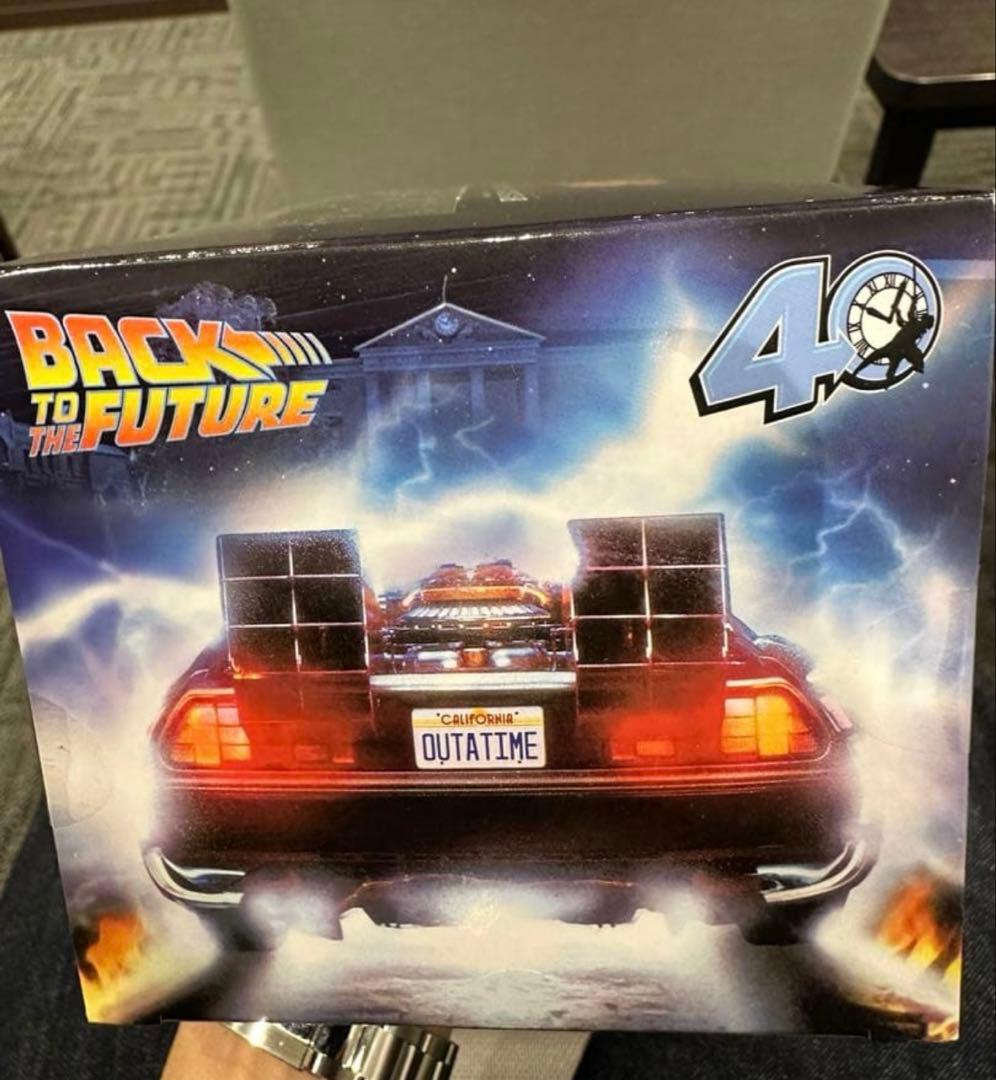 BACK
TO
THE FUTURE
40
"CALIFORNIA"
OUTATIME